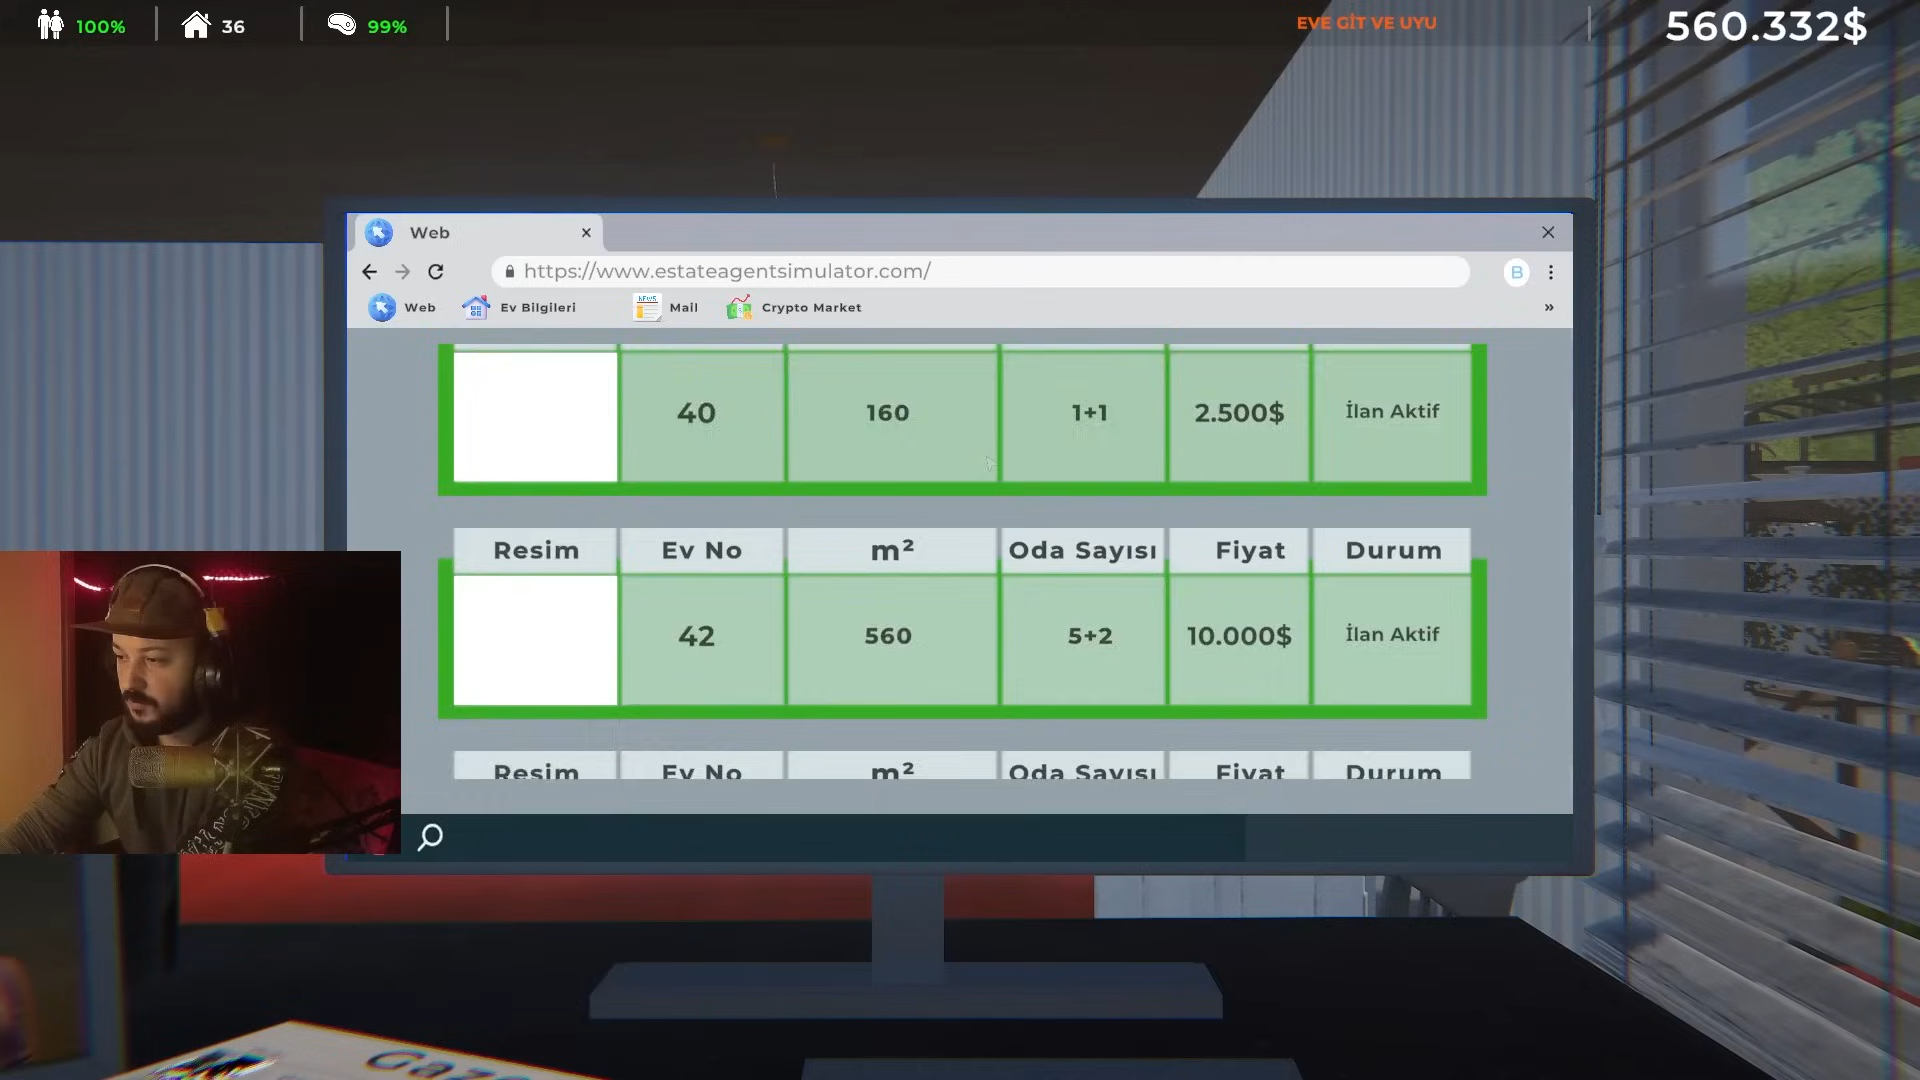 100%
36
99%
EVE GİT VE UYU
560.332$
Web
https://www.estateagentsimulator.com/
B
Web
Ev Bilgileri
Mail
Crypto Market
»
40
160
1+1
2.500$
İlan Aktif
Resim
Ev No
m²
Oda Sayısı
Fiyat
Durum
42
560
5+2
10.000$
İlan Aktif
Resim
Ev No
m²
Oda Sayısı
Fiyat
Durum